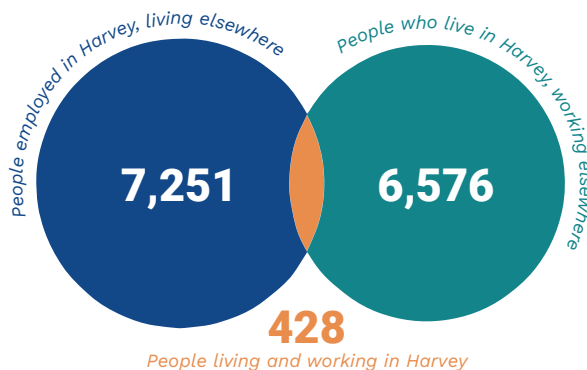 People employed in Harvey, living elsewhere
People who live in Harvey, working elsewhere
7,251
6,576
428
People living and working in Harvey